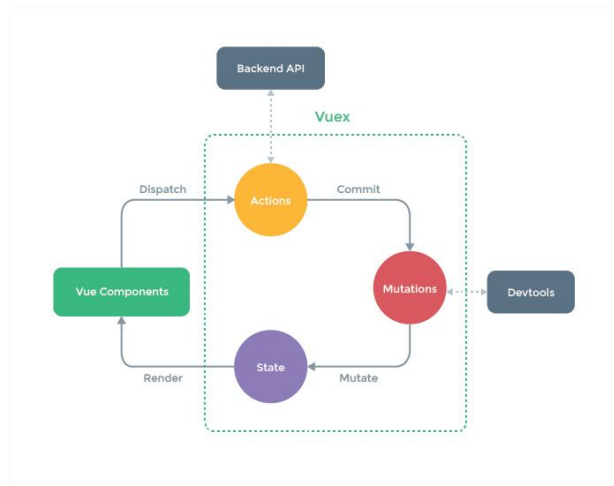 Backend API
Vuex
Dispatch
Commit
Actions
Mutations
Devtools
Vue Components
State
Render
Mutate